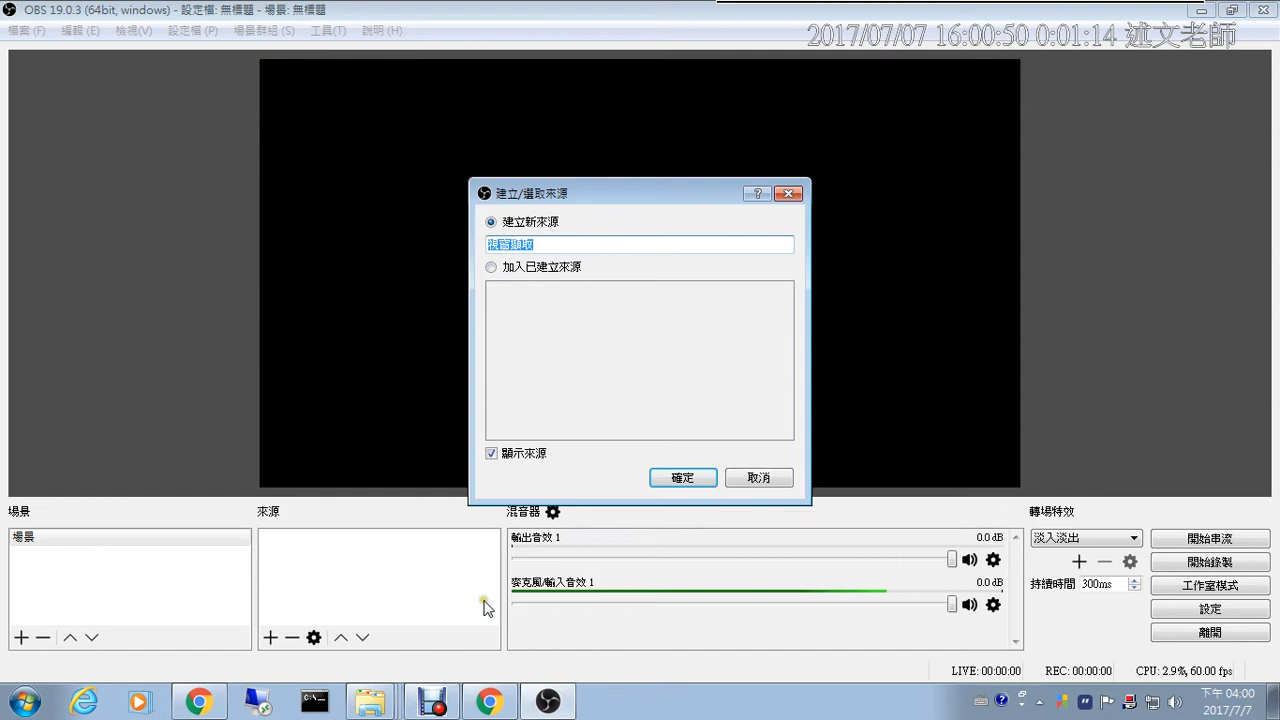 OBS 19.0.3 (64bit, windows) - 設定檔: 無標題 - 場景: 無標題
檔案 (F) 編輯 (E) 檢視(V) 設定檔 (P) 場景群組 (S) 工具(T) 說明 (H)
2017/07/07 16:00:50 0:01:14 述文老師
建立/選取來源
建立新來源
視窗擷取
加入已建立來源
顯示來源
確定 取消
場景 來源 混音器 轉場特效
場景
輸出音效 1 0.0 dB
麥克風/輸入音效 1 0.0 dB
淡入淡出
持續時間 300ms
開始串流
開始錄製
工作室模式
設定
離開
LIVE: 00:00:00 REC: 00:00:00 CPU: 2.9%, 60.00 fps
下午 04:00
2017/7/7